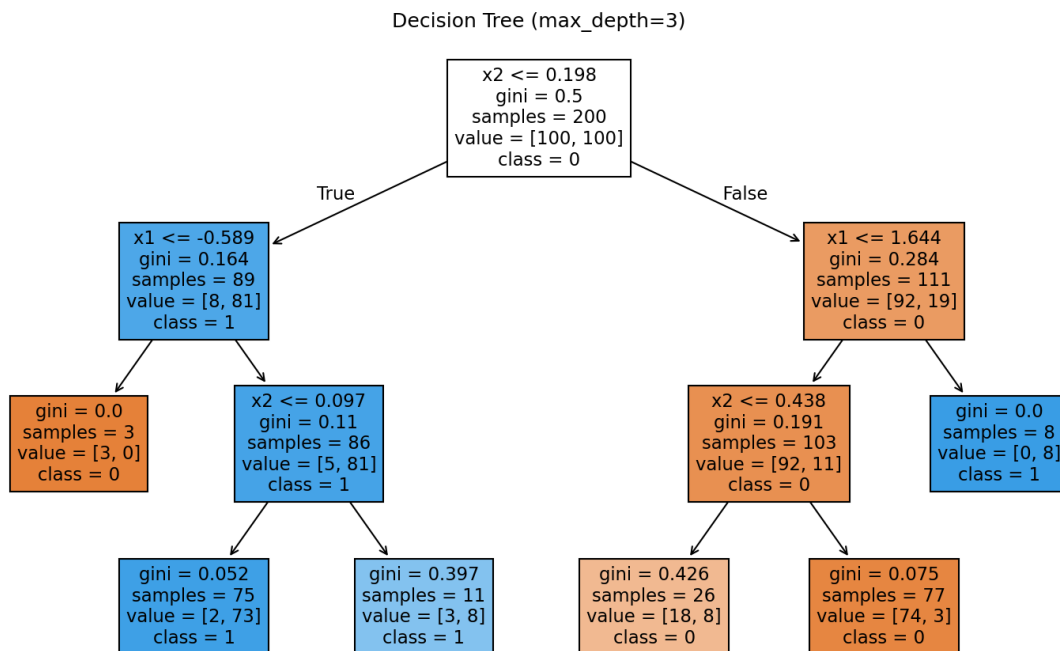 Decision Tree (max_depth=3)
x2 <= 0.198
gini = 0.5
samples = 200
value = [100, 100]
class = 0
True
False
x1 <= -0.589
gini = 0.164
samples = 89
value = [8, 81]
class = 1
x1 <= 1.644
gini = 0.284
samples = 111
value = [92, 19]
class = 0
gini = 0.0
samples = 3
value = [3, 0]
class = 0
x2 <= 0.097
gini = 0.11
samples = 86
value = [5, 81]
class = 1
x2 <= 0.438
gini = 0.191
samples = 103
value = [92, 11]
class = 0
gini = 0.0
samples = 8
value = [0, 8]
class = 1
gini = 0.052
samples = 75
value = [2, 73]
class = 1
gini = 0.397
samples = 11
value = [3, 8]
class = 1
gini = 0.426
samples = 26
value = [18, 8]
class = 0
gini = 0.075
samples = 77
value = [74, 3]
class = 0